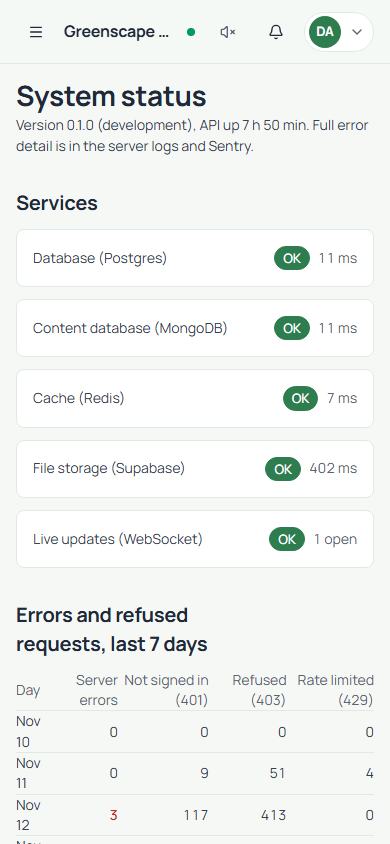 Greenscape ...
DA
System status
Version 0.1.0 (development), API up 7 h 50 min. Full error
detail is in the server logs and Sentry.
Services
Database (Postgres) OK 11 ms
Content database (MongoDB) OK 11 ms
Cache (Redis) OK 7 ms
File storage (Supabase) OK 402 ms
Live updates (WebSocket) OK 1 open
Errors and refused
requests, last 7 days
Day Server errors Not signed in (401) Refused (403) Rate limited (429)
Nov 10 0 0 0 0
Nov 11 0 9 51 4
Nov 12 3 117 413 0